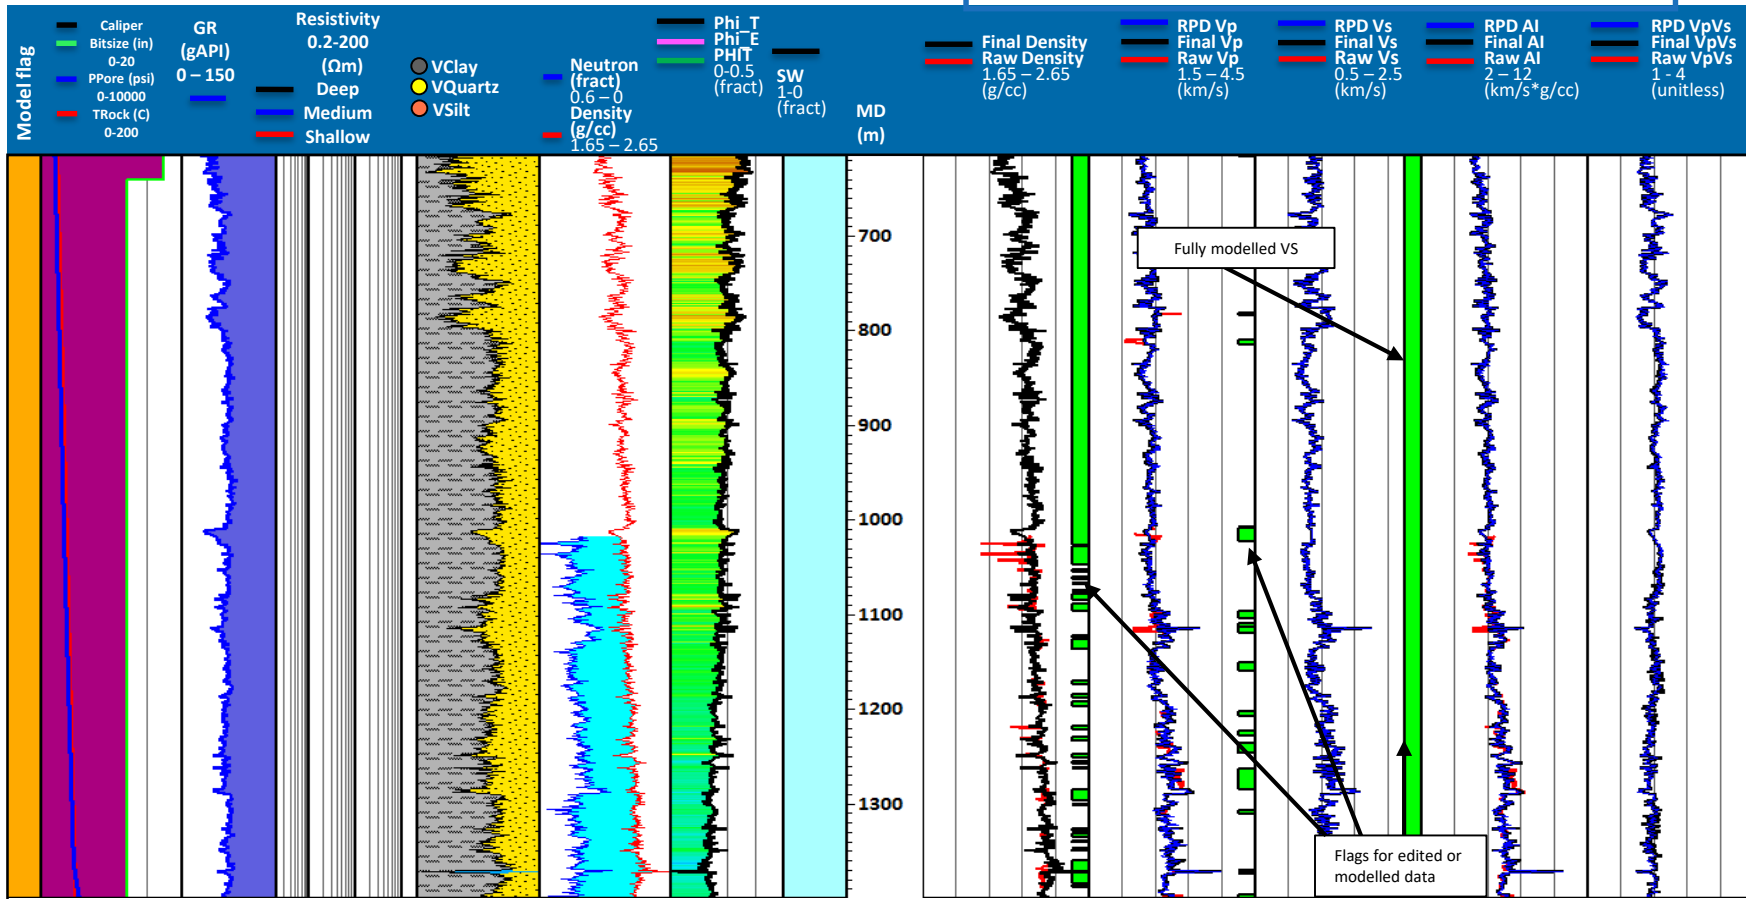 Model flag
Caliper
Bitsize (in)
0-20
PPore (psi)
0-10000
TRock (C)
0-200
GR
(gAPI)
0 – 150
Resistivity
0.2-200
(Ωm)
Deep
Medium
Shallow
VClay
VQuartz
VSilt
Neutron
(fract)
0.6 – 0
Density
(g/cc)
1.65 – 2.65
Phi_T
Phi_E
PHIT
0-0.5
(fract)
SW
1-0
(fract)
MD
(m)
Final Density
Raw Density
1.65 – 2.65
(g/cc)
RPD Vp
Final Vp
Raw Vp
1.5 – 4.5
(km/s)
RPD Vs
Final Vs
Raw Vs
0.5 – 2.5
(km/s)
RPD AI
Final AI
Raw AI
2 – 12
(km/s*g/cc)
RPD VpVs
Final VpVs
Raw VpVs
1 - 4
(unitless)
700
800
900
1000
1100
1200
1300
Fully modelled VS
Flags for edited or
modelled data